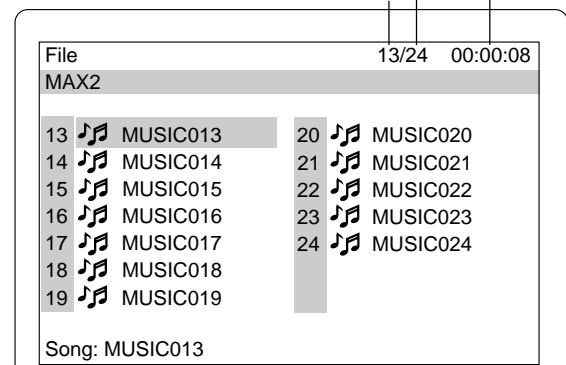 File 13/24 00:00:08
MAX2
13 MUSIC013
14 MUSIC014
15 MUSIC015
16 MUSIC016
17 MUSIC017
18 MUSIC018
19 MUSIC019
20 MUSIC020
21 MUSIC021
22 MUSIC022
23 MUSIC023
24 MUSIC024
Song: MUSIC013